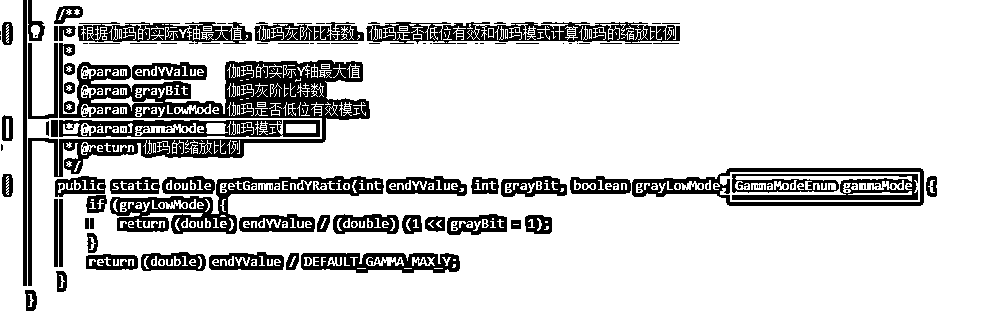 /**
* 根据伽玛的实际Y轴最大值，伽玛灰阶比特数，伽玛是否低位有效和伽玛模式计算伽玛的缩放比例
*
* @param endYValue 伽玛的实际Y轴最大值
* @param grayBit 伽玛灰阶比特数
* @param grayLowMode 伽玛是否低位有效模式
* @param gammaMode 伽玛模式
* @return 伽玛的缩放比例
*/
public static double getGammaEndYRatio(int endYValue, int grayBit, boolean grayLowMode, GammaModeEnum gammaMode) {
if (grayLowMode) {
return (double) endYValue / (double) (1 << grayBit - 1);
}
return (double) endYValue / DEFAULT_GAMMA_MAX_Y;
}
}